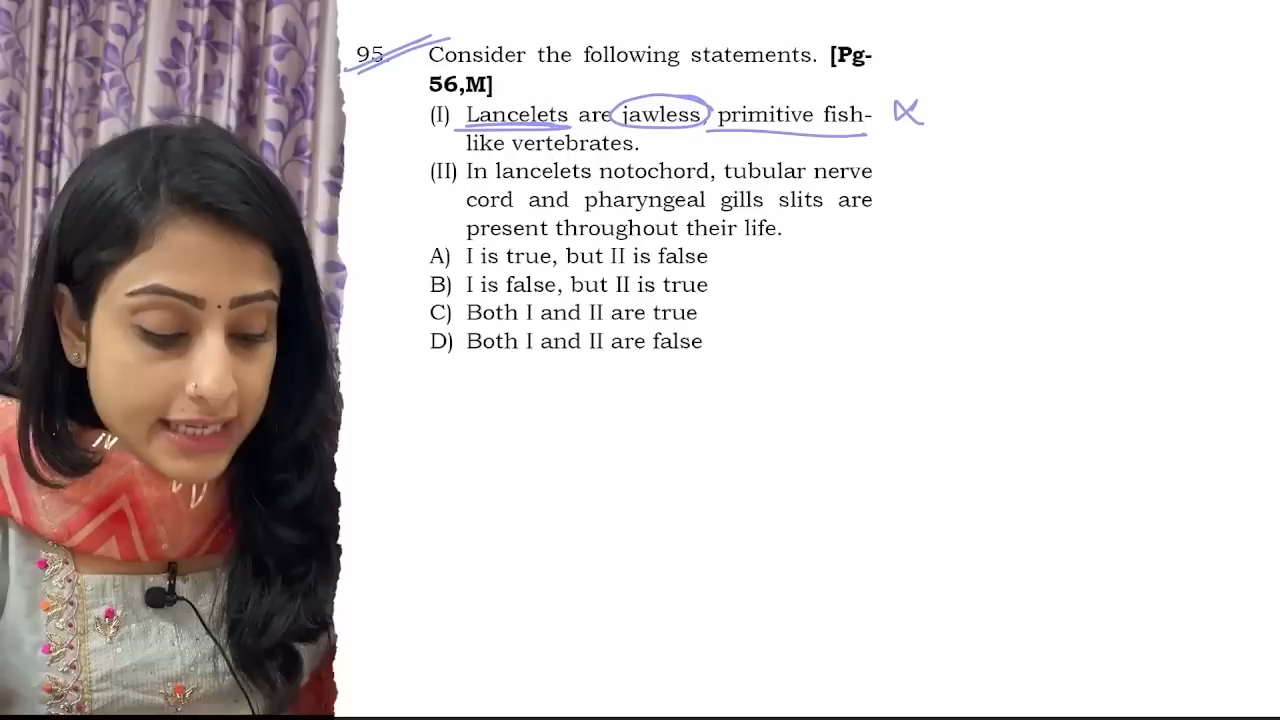 95. Consider the following statements. [Pg-
56,M]
(I) Lancelets are jawless primitive fish-
like vertebrates.
(II) In lancelets notochord, tubular nerve
cord and pharyngeal gills slits are
present throughout their life.
A) I is true, but II is false
B) I is false, but II is true
C) Both I and II are true
D) Both I and II are false